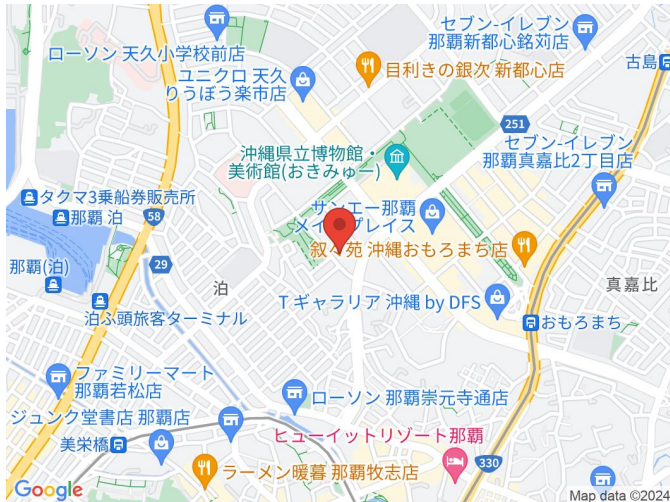 セブン-イレブン
那覇新都心銘苅店
ローソン 天久小学校前店
古島
ユニクロ 天久
りうぼう楽市店
目利きの銀次 新都心店
251
沖縄県立博物館・
美術館(おきみゅー)
セブン-イレブン
那覇真嘉比2丁目店
タクマ3乗船券販売所
那覇 泊
58
サンエー那覇
メインプレイス
叙々苑 沖縄おもろまち店
那覇(泊)
29
泊
真嘉比
T ギャラリア 沖縄 by DFS
泊ふ頭旅客ターミナル
おもろまち
ファミリーマート
那覇若松店
ローソン 那覇崇元寺通店
ジュンク堂書店 那覇店
美栄橋
ヒューイットリゾート那覇
330
ラーメン暖暮 那覇牧志店
Google
Map data ©2024